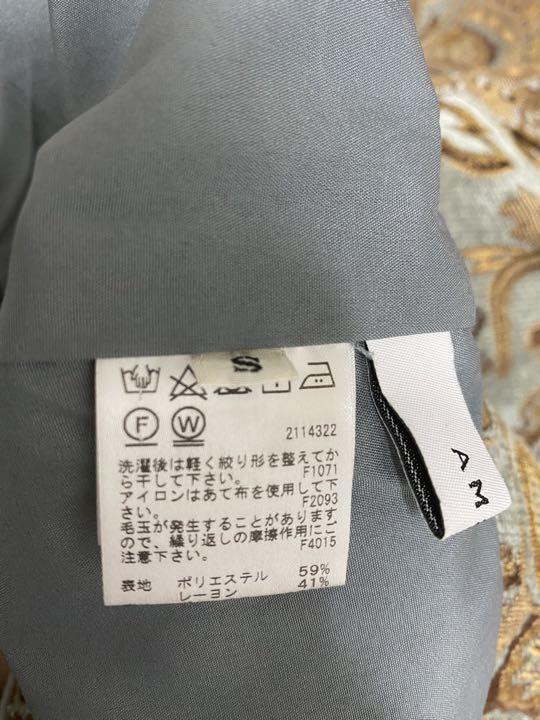 S
F
W
2114322
洗濯後は軽く絞り形を整えてか
ら干して下さい。 F1071
アイロンはあて布を使用して下
さい。 F2093
毛玉が発生することがあります
ので、繰り返しの摩擦作用にご
注意下さい。 F4015
表地 ポリエステル 59%
レーヨン 41%
AM